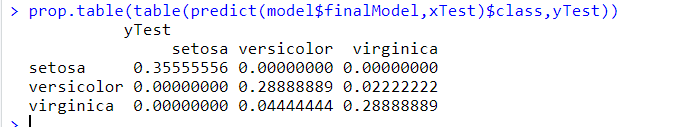 > prop.table(table(predict(model$finalModel,xTest)$class,yTest))
yTest
setosa versicolor virginica
setosa 0.35555556 0.00000000 0.00000000
versicolor 0.00000000 0.28888889 0.02222222
virginica 0.00000000 0.04444444 0.28888889
>